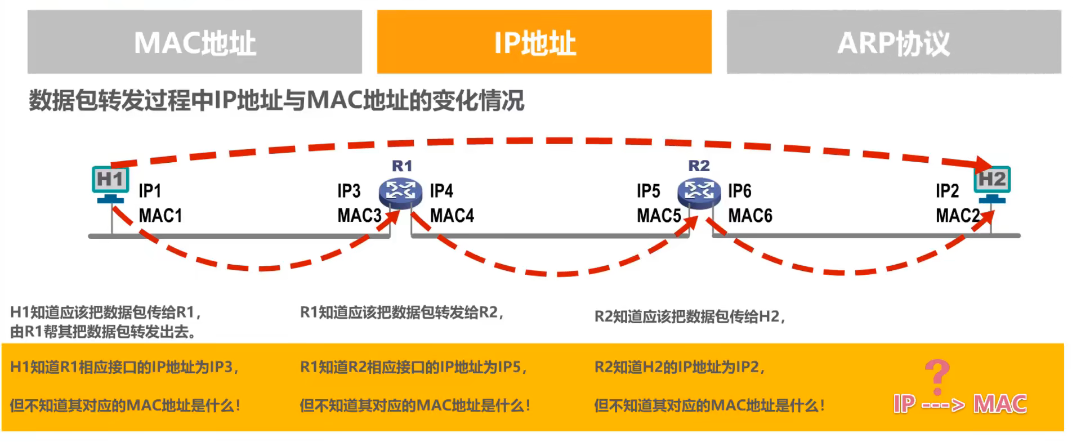 MAC地址
IP地址
ARP协议
数据包转发过程中IP地址与MAC地址的变化情况
H1
IP1
MAC1
IP3
MAC3
R1
IP4
MAC4
IP5
MAC5
R2
IP6
MAC6
IP2
MAC2
H2
H1知道应该把数据包传给R1,
由R1帮其把数据包转发出去。
R1知道应该把数据包转发给R2,
R2知道应该把数据包传给H2,
H1知道R1相应接口的IP地址为IP3,
但不知道其对应的MAC地址是什么!
R1知道R2相应接口的IP地址为IP5,
但不知道其对应的MAC地址是什么!
R2知道H2的IP地址为IP2,
但不知道其对应的MAC地址是什么!
?
IP ---> MAC